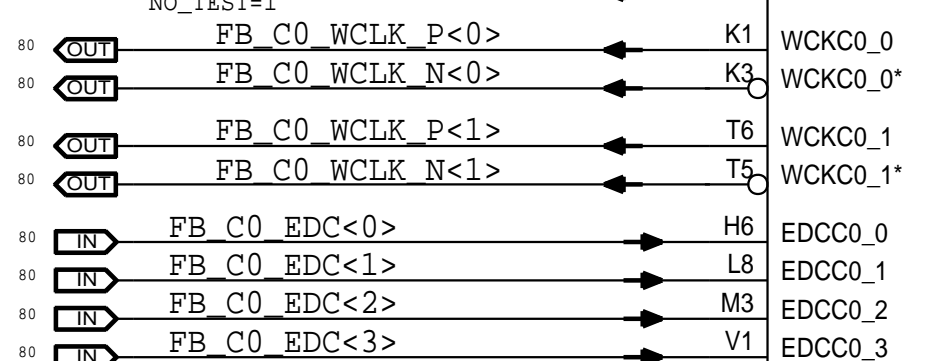 NO_TEST=1
80 OUT FB_C0_WCLK_P<0> K1 WCKC0_0
80 OUT FB_C0_WCLK_N<0> K3 WCKC0_0*
80 OUT FB_C0_WCLK_P<1> T6 WCKC0_1
80 OUT FB_C0_WCLK_N<1> T5 WCKC0_1*
80 IN FB_C0_EDC<0> H6 EDCC0_0
80 IN FB_C0_EDC<1> L8 EDCC0_1
80 IN FB_C0_EDC<2> M3 EDCC0_2
80 IN FB_C0_EDC<3> V1 EDCC0_3